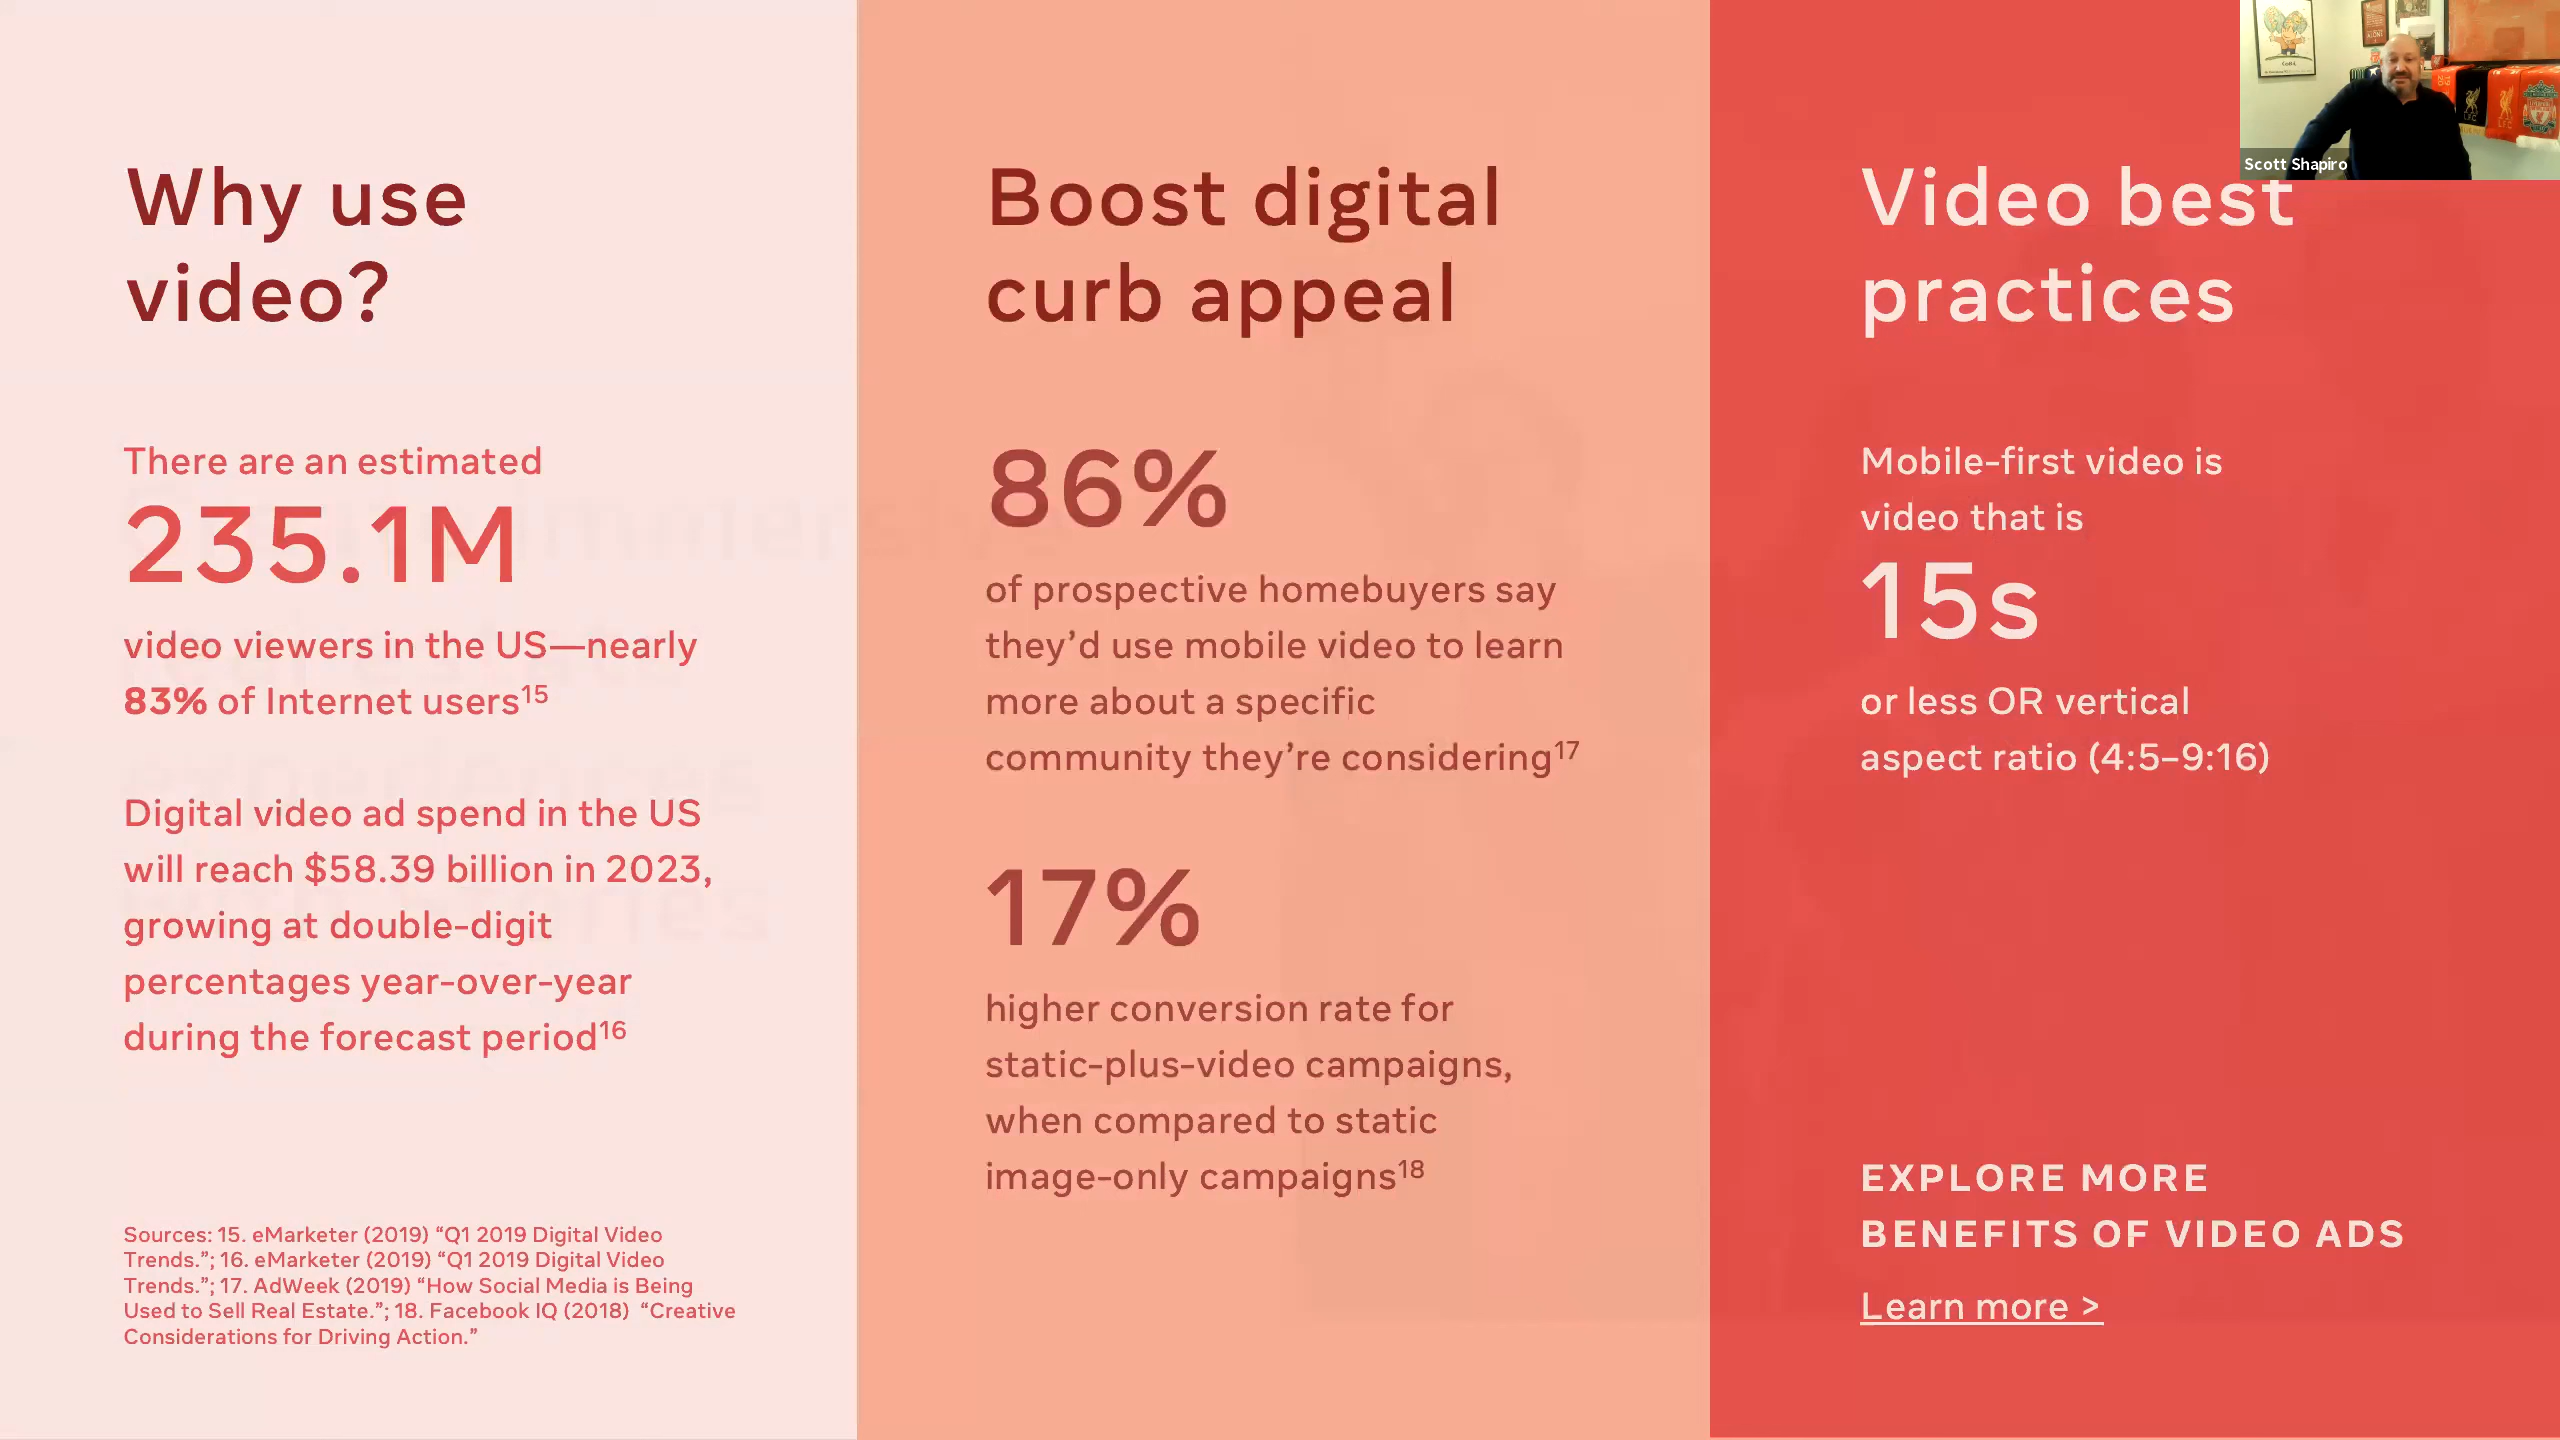 Why use
video?
There are an estimated
235.1M
video viewers in the US—nearly
83% of Internet users15
Digital video ad spend in the US
will reach $58.39 billion in 2023,
growing at double-digit
percentages year-over-year
during the forecast period16
Sources: 15. eMarketer (2019) “Q1 2019 Digital Video
Trends.”; 16. eMarketer (2019) “Q1 2019 Digital Video
Trends.”; 17. AdWeek (2019) “How Social Media is Being
Used to Sell Real Estate.”; 18. Facebook IQ (2018) “Creative
Considerations for Driving Action.”
Boost digital
curb appeal
86%
of prospective homebuyers say
they’d use mobile video to learn
more about a specific
community they’re considering17
17%
higher conversion rate for
static-plus-video campaigns,
when compared to static
image-only campaigns18
Scott Shapiro
Video best
practices
Mobile-first video is
video that is
15s
or less OR vertical
aspect ratio (4:5–9:16)
EXPLORE MORE
BENEFITS OF VIDEO ADS
Learn more >